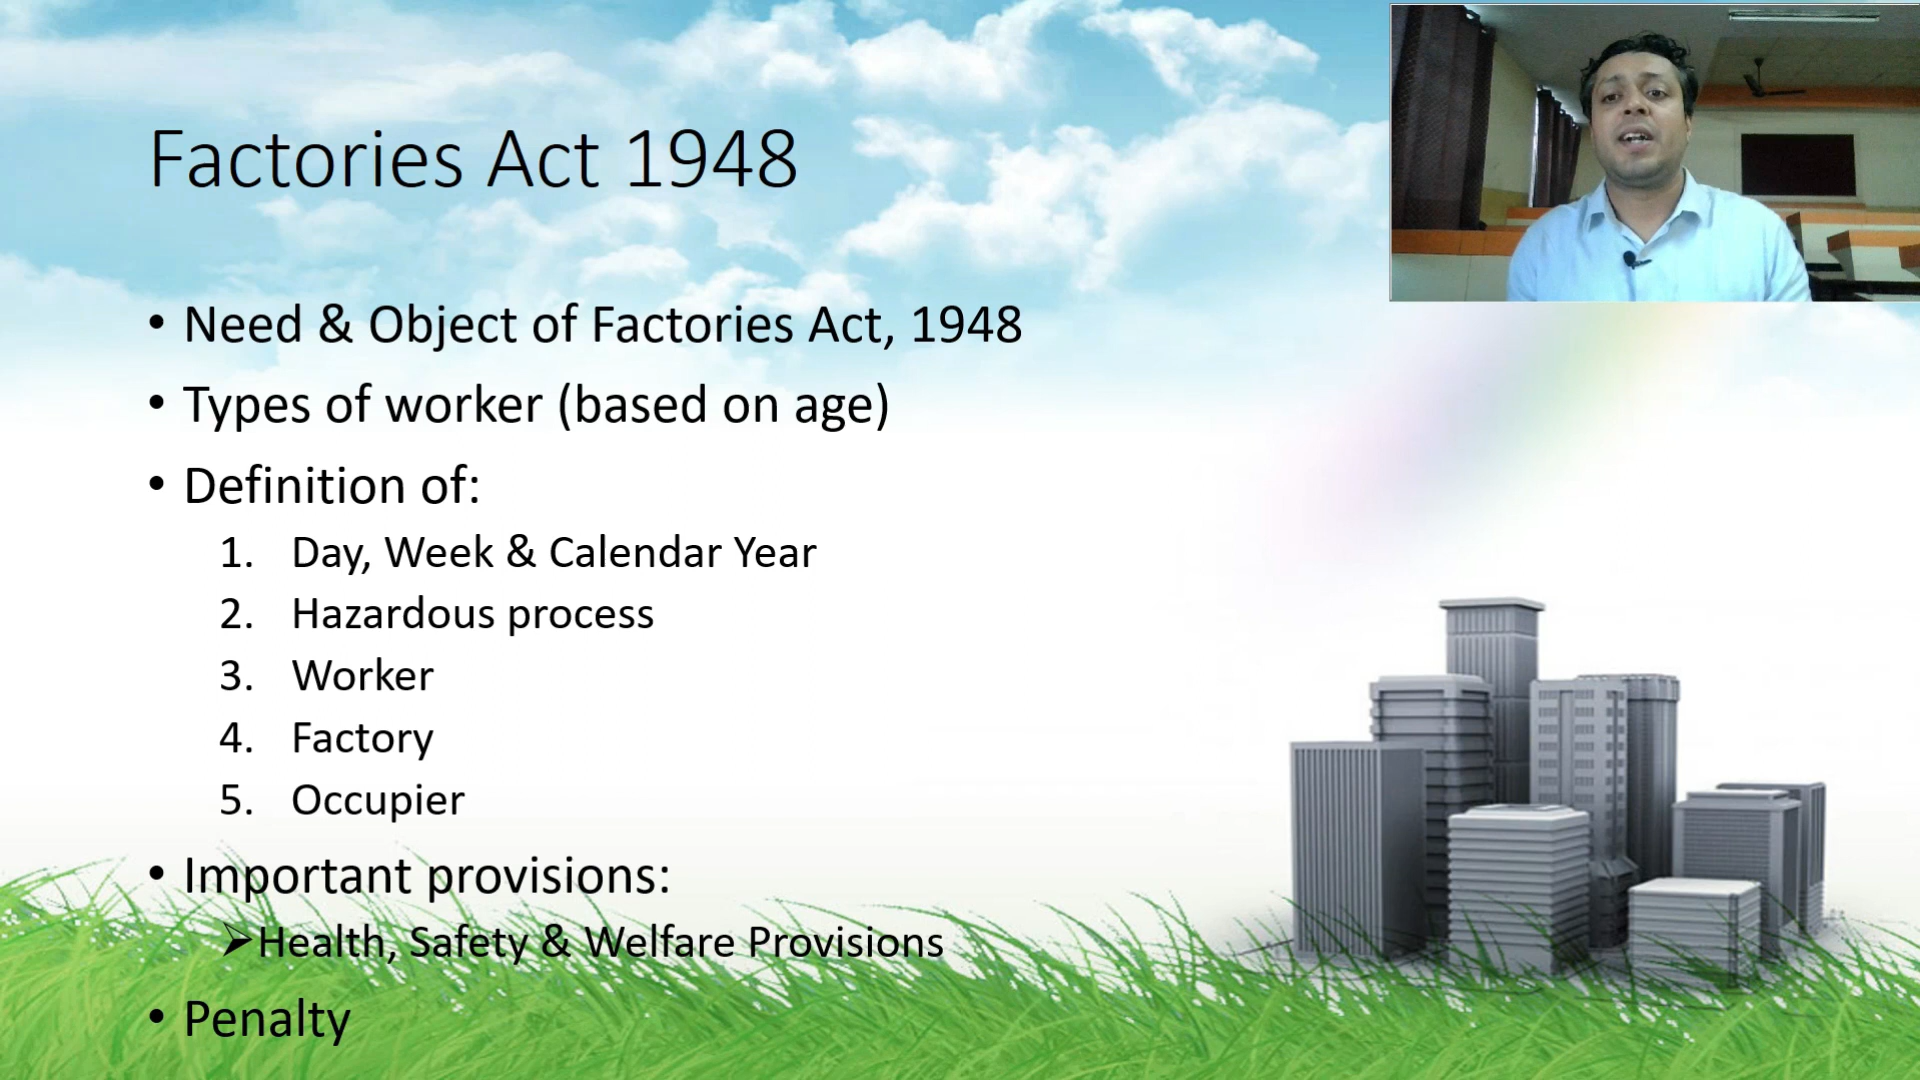 Factories Act 1948
• Need & Object of Factories Act, 1948
• Types of worker (based on age)
• Definition of:
1. Day, Week & Calendar Year
2. Hazardous process
3. Worker
4. Factory
5. Occupier
• Important provisions:
➢Health, Safety & Welfare Provisions
• Penalty